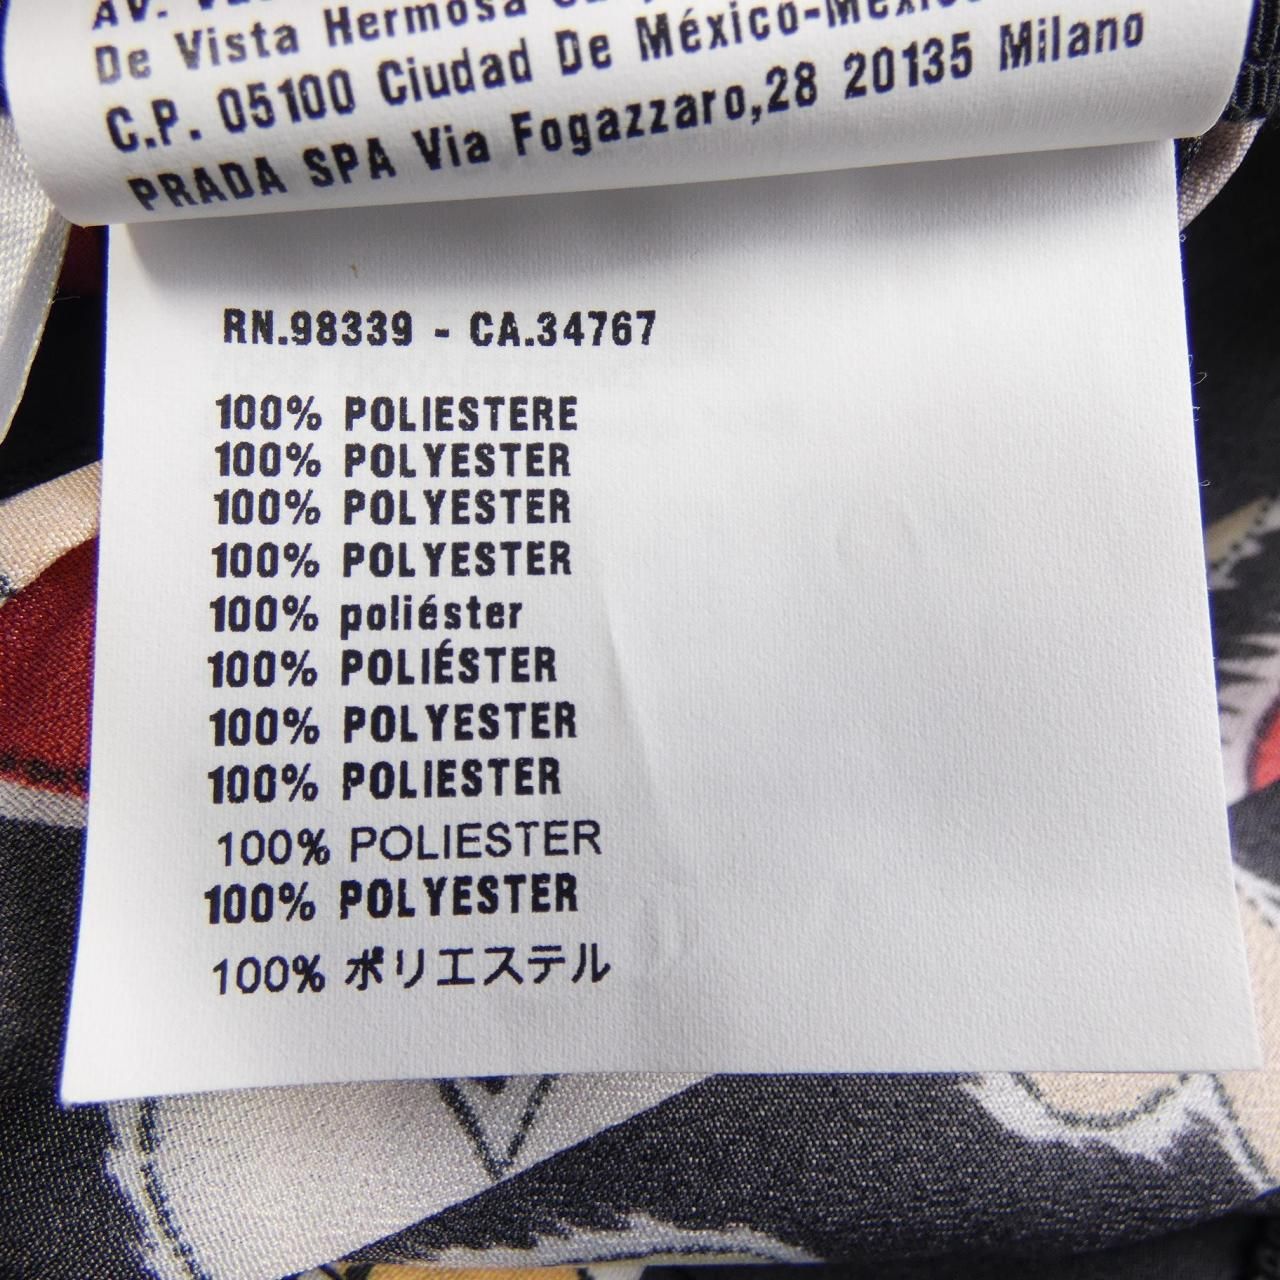 AV.
De Vista Hermosa
C.P. 05100 Ciudad De México-México
PRADA SPA Via Fogazzaro,28 20135 Milano
RN.98339 - CA.34767
100% POLIESTERE
100% POLYESTER
100% POLYESTER
100% POLYESTER
100% poliéster
100% POLIÉSTER
100% POLYESTER
100% POLIESTER
100% POLIESTER
100% POLYESTER
100% ポリエステル